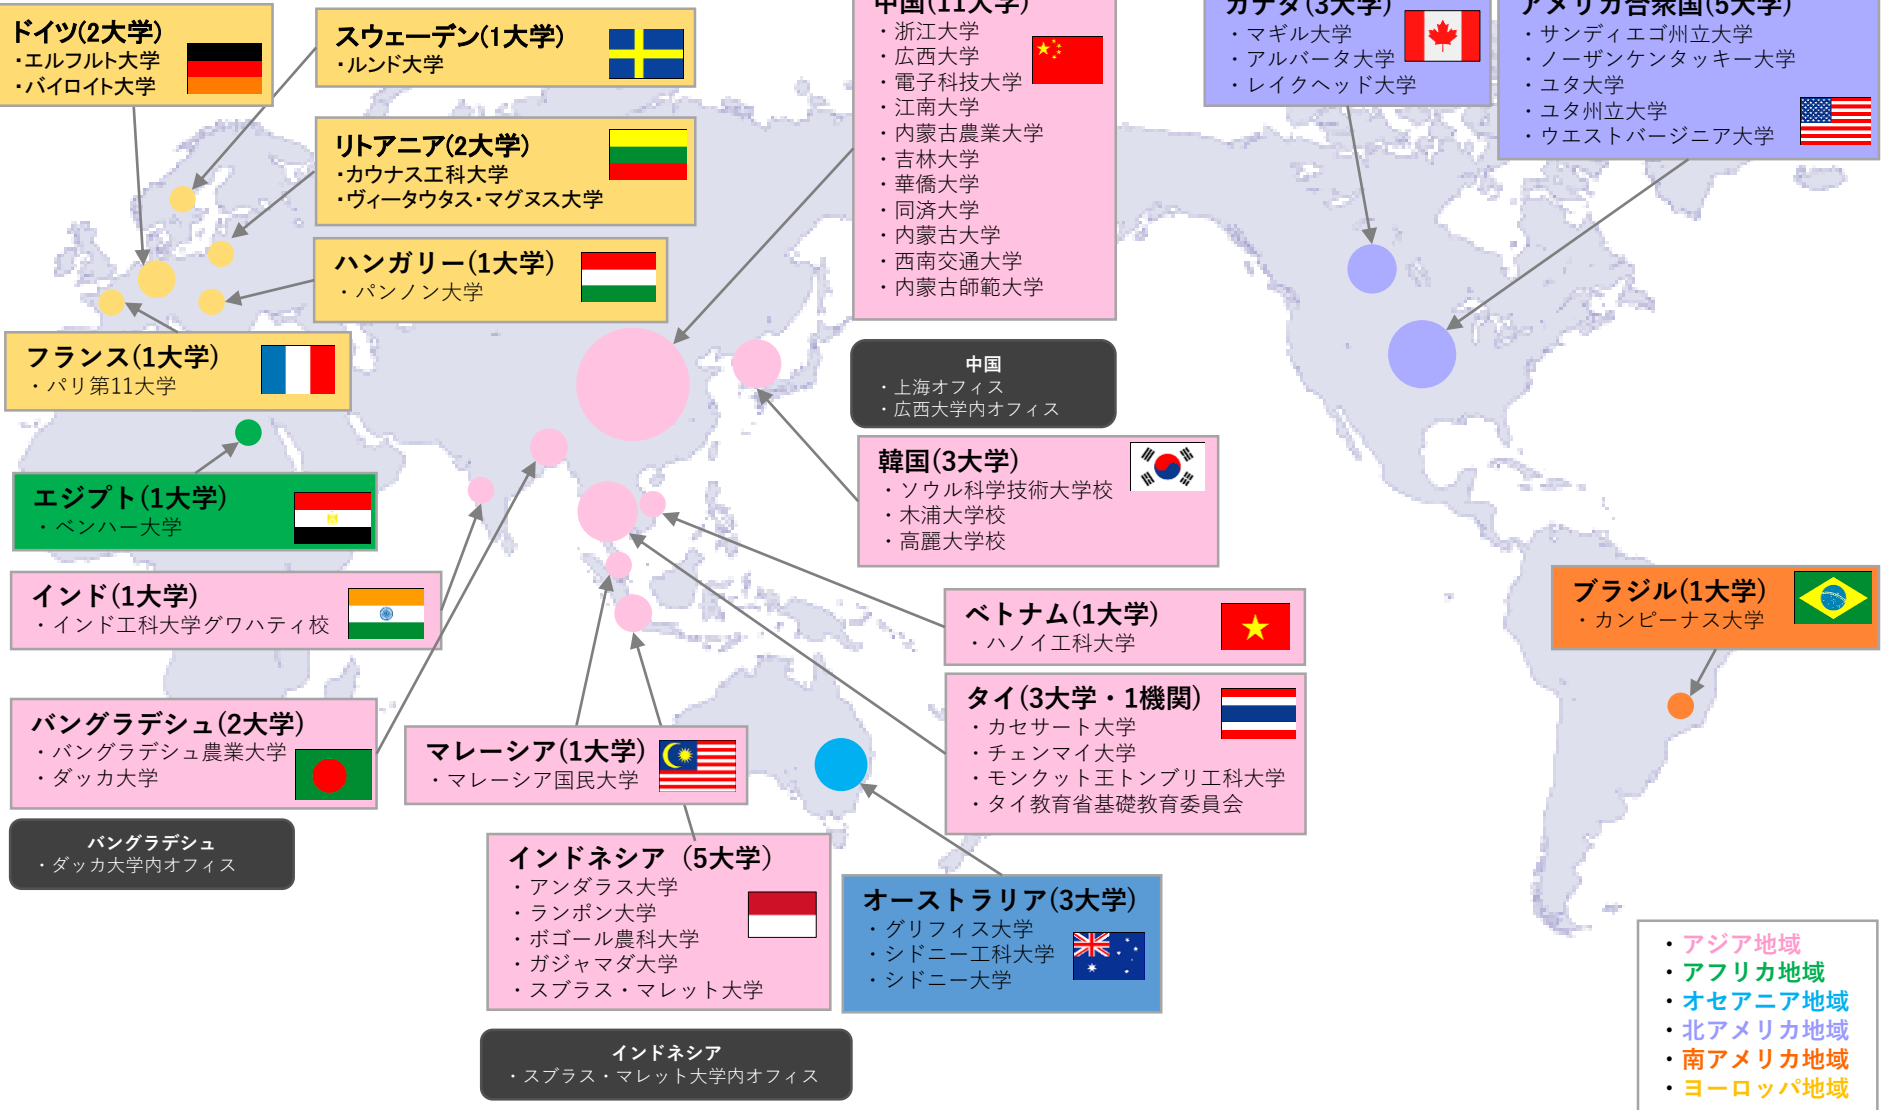 ドイツ(2大学)
・エルフルト大学
・バイロイト大学
スウェーデン(1大学)
・ルンド大学
リトアニア(2大学)
・カウナス工科大学
・ヴィータウタス・マグヌス大学
ハンガリー(1大学)
・パンノン大学
フランス(1大学)
・パリ第11大学
エジプト(1大学)
・ベンハー大学
インド(1大学)
・インド工科大学グワハティ校
バングラデシュ(2大学)
・バングラデシュ農業大学
・ダッカ大学
バングラデシュ
・ダッカ大学内オフィス
マレーシア(1大学)
・マレーシア国民大学
インドネシア（5大学）
・アンダラス大学
・ランポン大学
・ボゴール農科大学
・ガジャマダ大学
・スブラス・マレット大学
インドネシア
・スブラス・マレット大学内オフィス
中国(11大学)
・浙江大学
・広西大学
・電子科技大学
・江南大学
・内蒙古農業大学
・吉林大学
・華僑大学
・同済大学
・内蒙古大学
・西南交通大学
・内蒙古師範大学
中国
・上海オフィス
・広西大学内オフィス
韓国(3大学)
・ソウル科学技術大学校
・木浦大学校
・高麗大学校
ベトナム(1大学)
・ハノイ工科大学
タイ(3大学・1機関)
・カセサート大学
・チェンマイ大学
・モンクット王トンブリ工科大学
・タイ教育省基礎教育委員会
オーストラリア(3大学)
・グリフィス大学
・シドニー工科大学
・シドニー大学
カナダ(3大学)
・マギル大学
・アルバータ大学
・レイクヘッド大学
アメリカ合衆国(5大学)
・サンディエゴ州立大学
・ノーザンケンタッキー大学
・ユタ大学
・ユタ州立大学
・ウエストバージニア大学
ブラジル(1大学)
・カンピーナス大学
・アジア地域
・アフリカ地域
・オセアニア地域
・北アメリカ地域
・南アメリカ地域
・ヨーロッパ地域